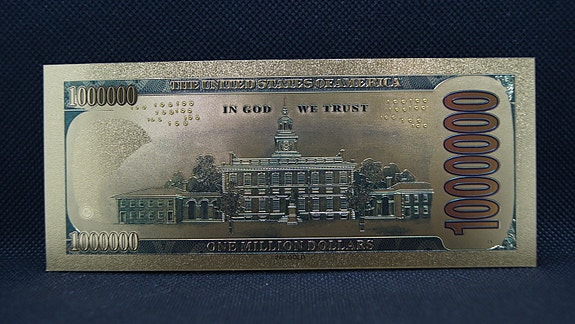 THE UNITED STATES OF AMERICA
1000000
IN GOD WE TRUST
1000000
1000000
ONE MILLION DOLLARS